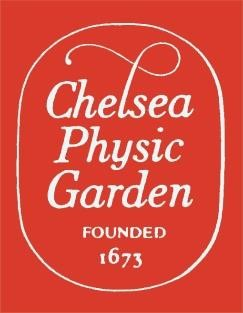 Chelsea
Physic
Garden
FOUNDED
1673